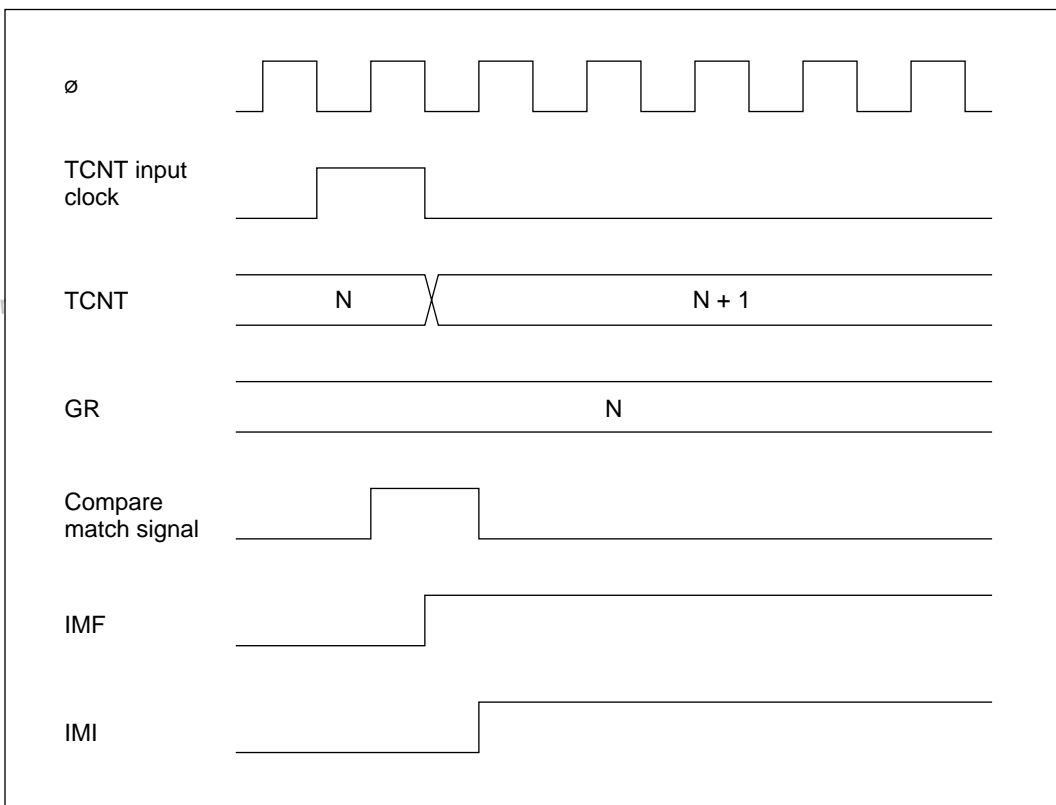 ø
TCNT input
clock
TCNT
N
N + 1
GR
N
Compare
match signal
IMF
IMI